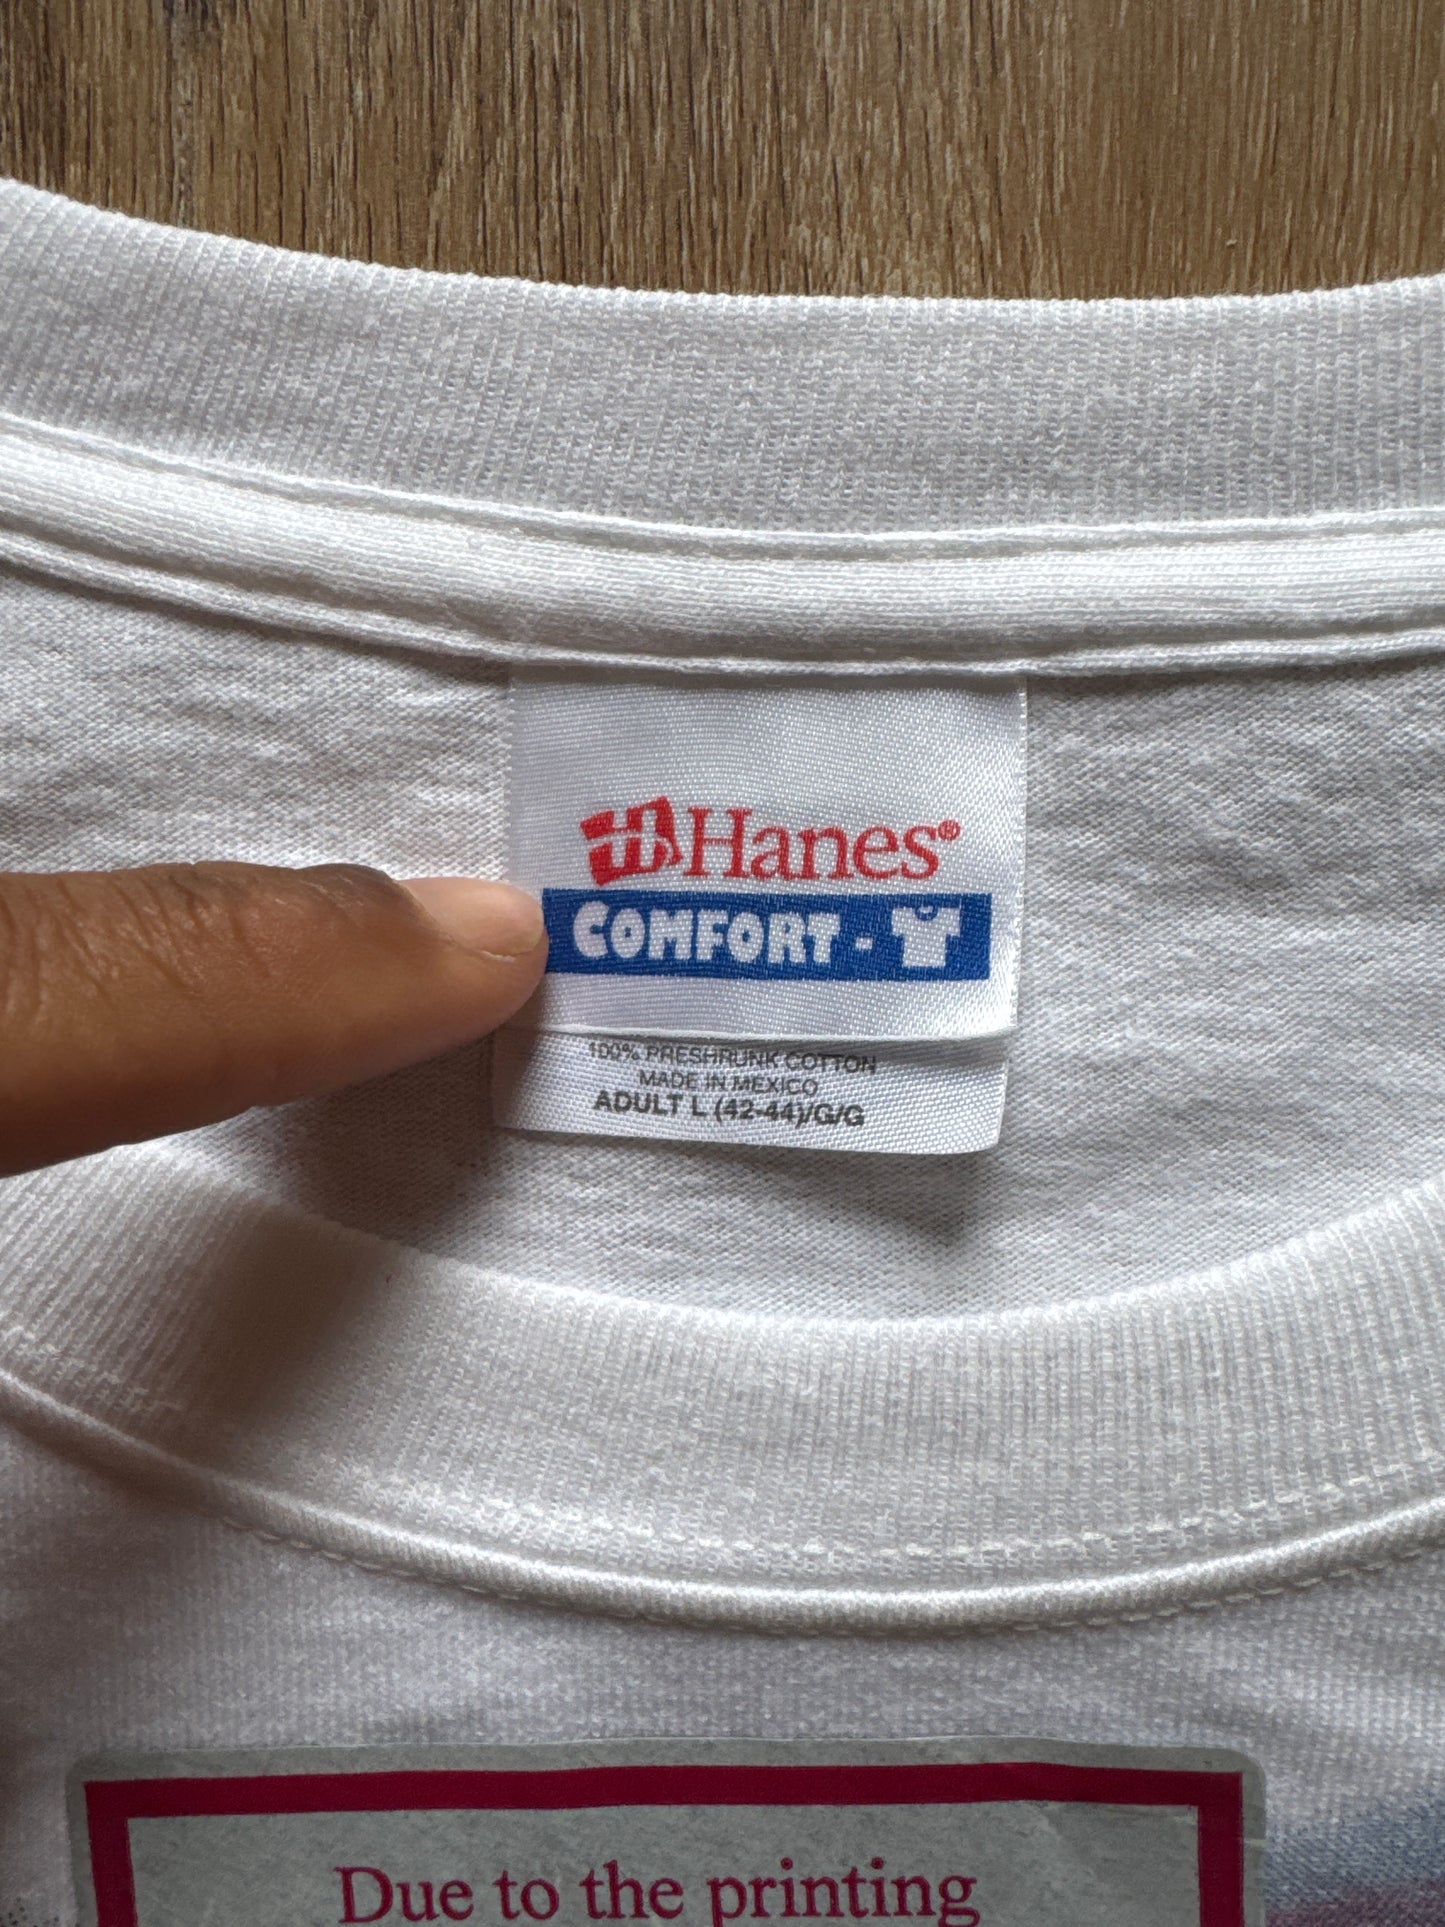 Hanes®
COMFORT-
100% PRESHRUNK COTTON
MADE IN MEXICO
ADULT L (42-44)/G/G
Due to the printing